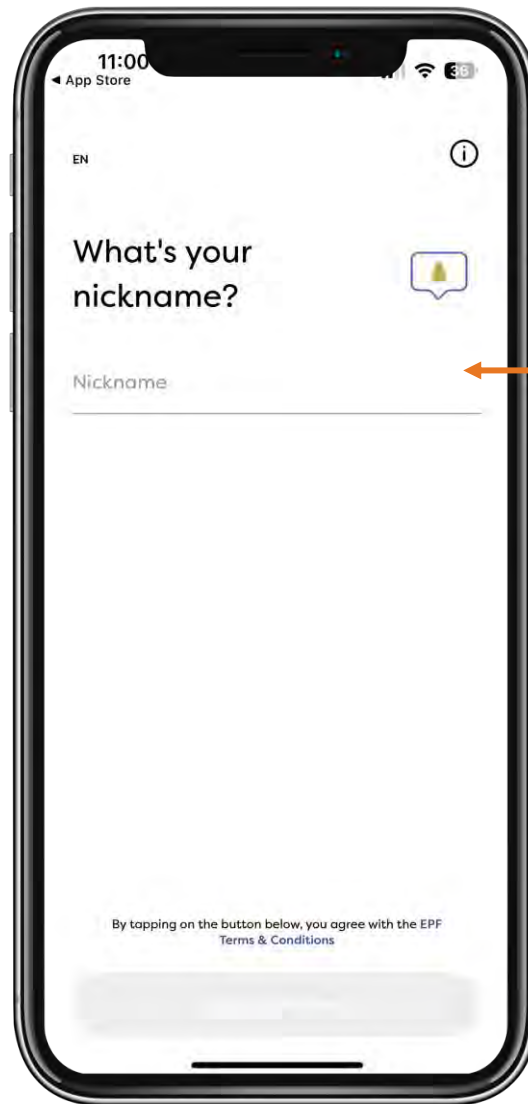 11:00
App Store
36
EN
What's your
nickname?
Nickname
By tapping on the button below, you agree with the EPF
Terms & Conditions